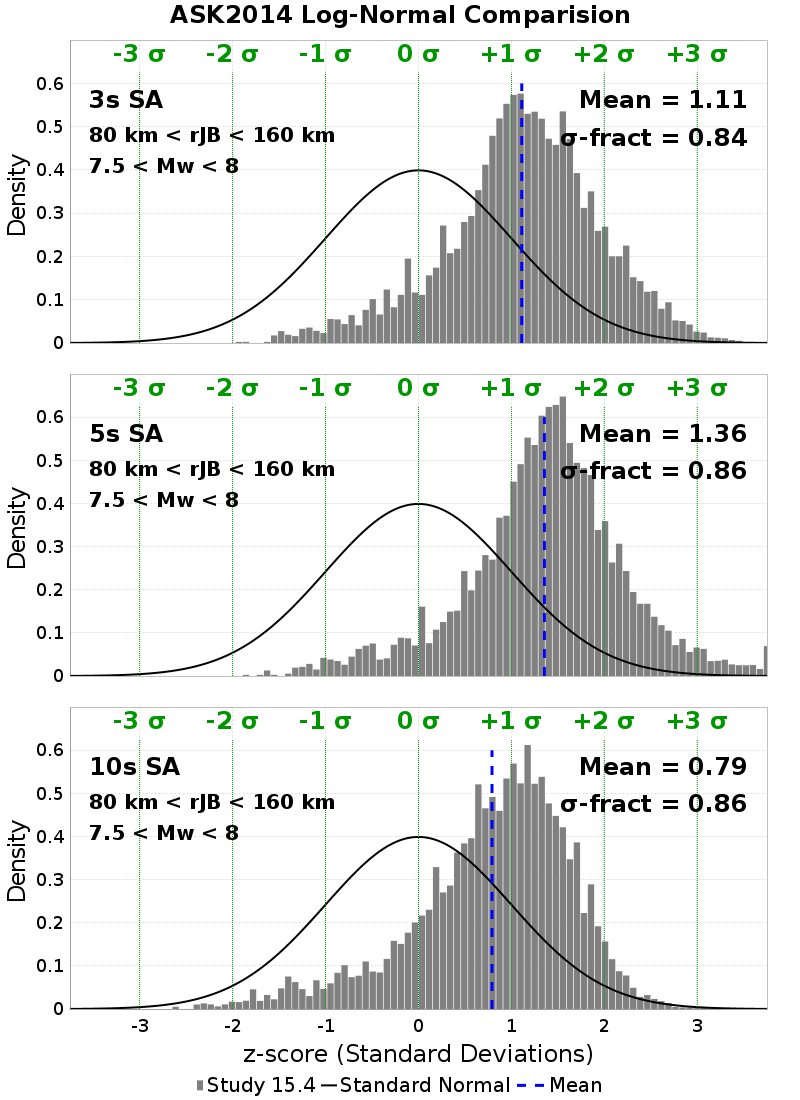 ASK2014 Log-Normal Comparision
-3 σ -2 σ -1 σ 0 σ +1 σ +2 σ +3 σ
3s SA
80 km < rJB < 160 km
7.5 < Mw < 8
Mean = 1.11
σ-fract = 0.84
Density
0.6
0.5
0.4
0.3
0.2
0.1
0
-3 σ -2 σ -1 σ 0 σ +1 σ +2 σ +3 σ
5s SA
80 km < rJB < 160 km
7.5 < Mw < 8
Mean = 1.36
σ-fract = 0.86
Density
0.6
0.5
0.4
0.3
0.2
0.1
0
-3 σ -2 σ -1 σ 0 σ +1 σ +2 σ +3 σ
10s SA
80 km < rJB < 160 km
7.5 < Mw < 8
Mean = 0.79
σ-fract = 0.86
Density
0.6
0.5
0.4
0.3
0.2
0.1
0
-3 -2 -1 0 1 2 3
z-score (Standard Deviations)
Study 15.4 Standard Normal Mean